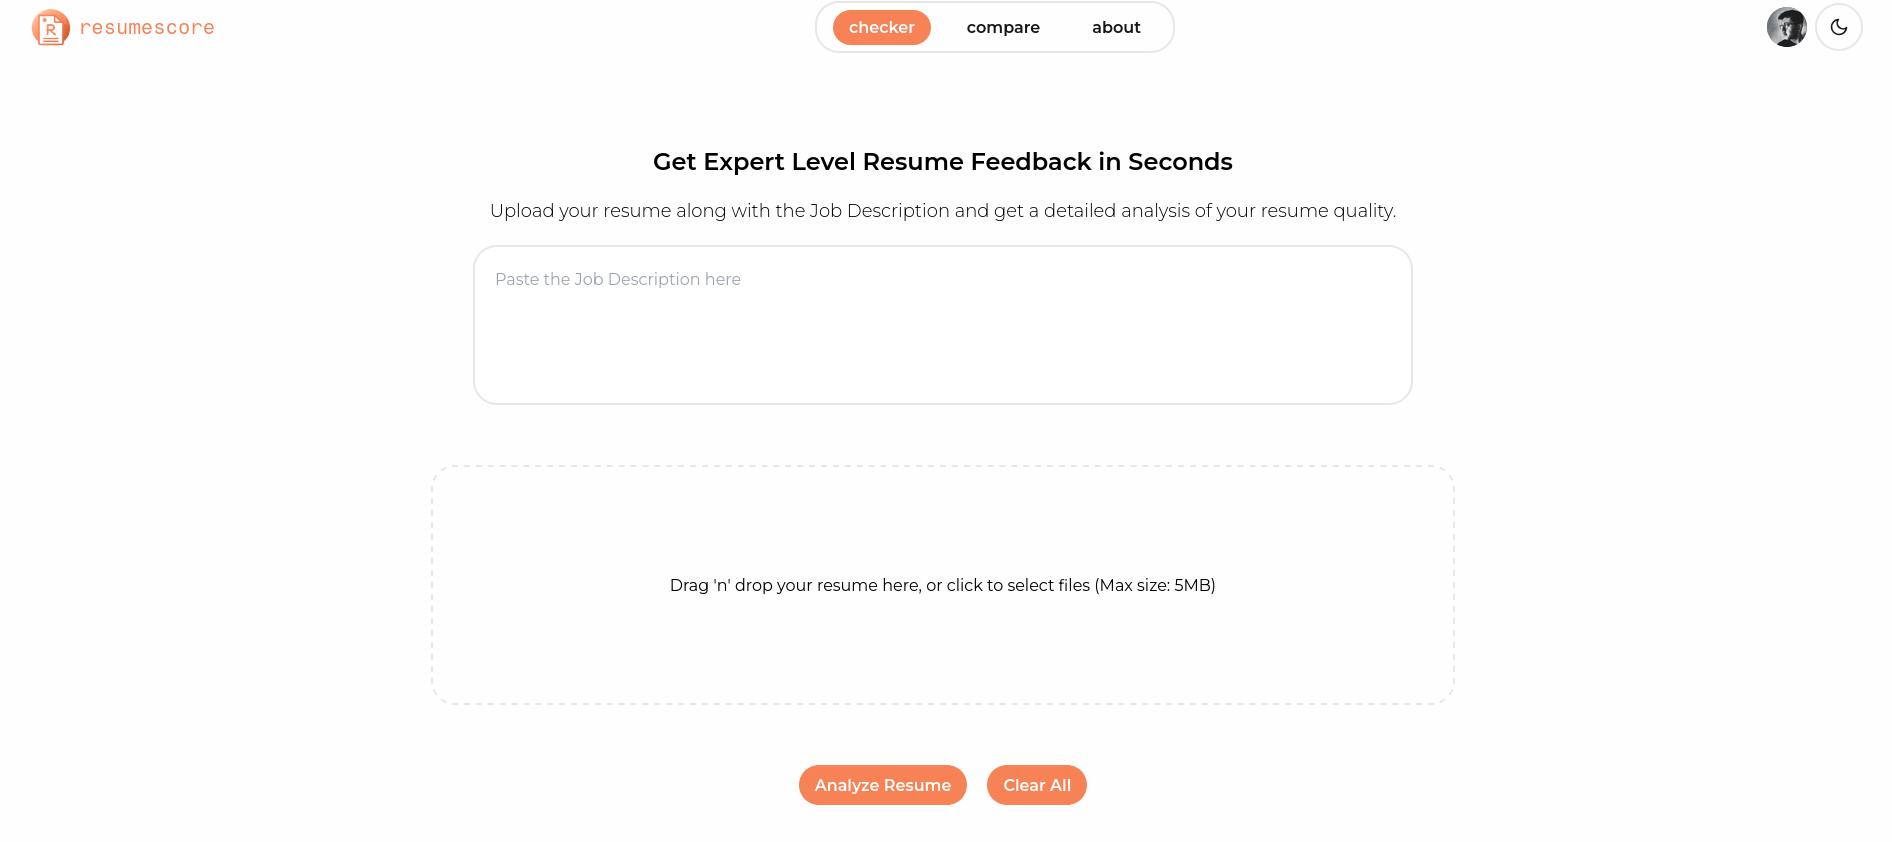 resumescore
checker compare about
Get Expert Level Resume Feedback in Seconds
Upload your resume along with the Job Description and get a detailed analysis of your resume quality.
Paste the Job Description here
Drag 'n' drop your resume here, or click to select files (Max size: 5MB)
Analyze Resume Clear All